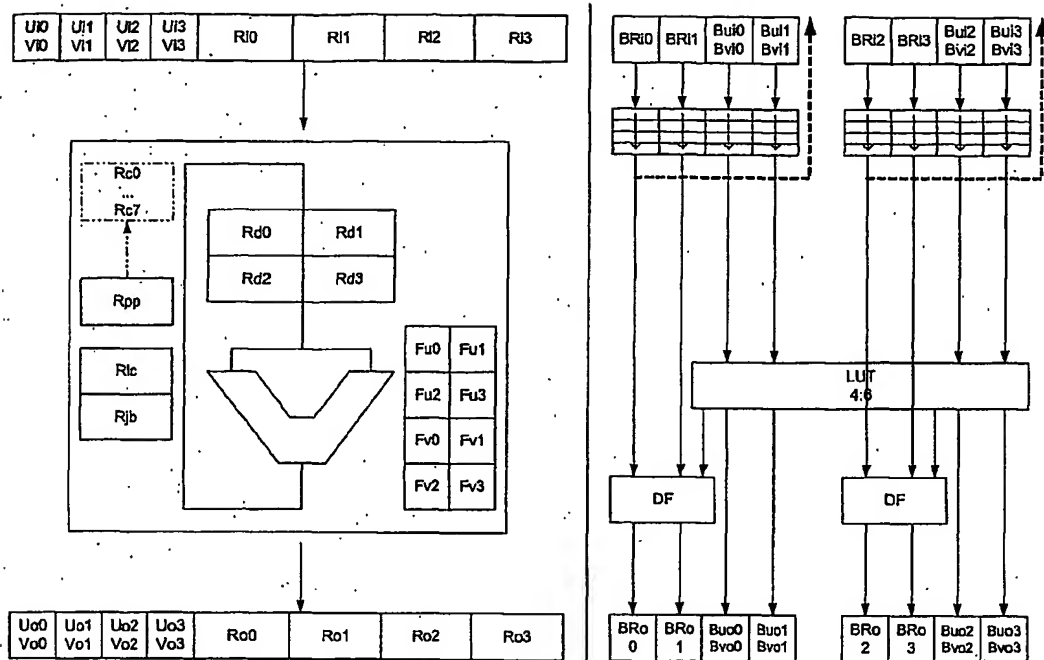 Ui0 Ui1 Ui2 Ui3 Ri0 Ri1 Ri2 Ri3
Vi0 Vi1 Vi2 Vi3
BRi0 BRi1 Bui0 Bui1
Bvi0 Bvi1
BRi2 BRi3 Bui2 Bui3
Bvi2 Bvi3
Rc0
...
Rc7
Rpp
Rlc
Rjb
Rd0 Rd1
Rd2 Rd3
Fu0 Fu1
Fu2 Fu3
Fv0 Fv1
Fv2 Fv3
LUT
4:6
DF
DF
Uo0 Uo1 Uo2 Uo3 Ro0 Ro1 Ro2 Ro3
Vo0 Vo1 Vo2 Vo3
BRo BRo Buo0 Buo1
0 1 Bvo0 Bvo1
BRo BRo Buo2 Buo3
2 3 Bvo2 Bvo3